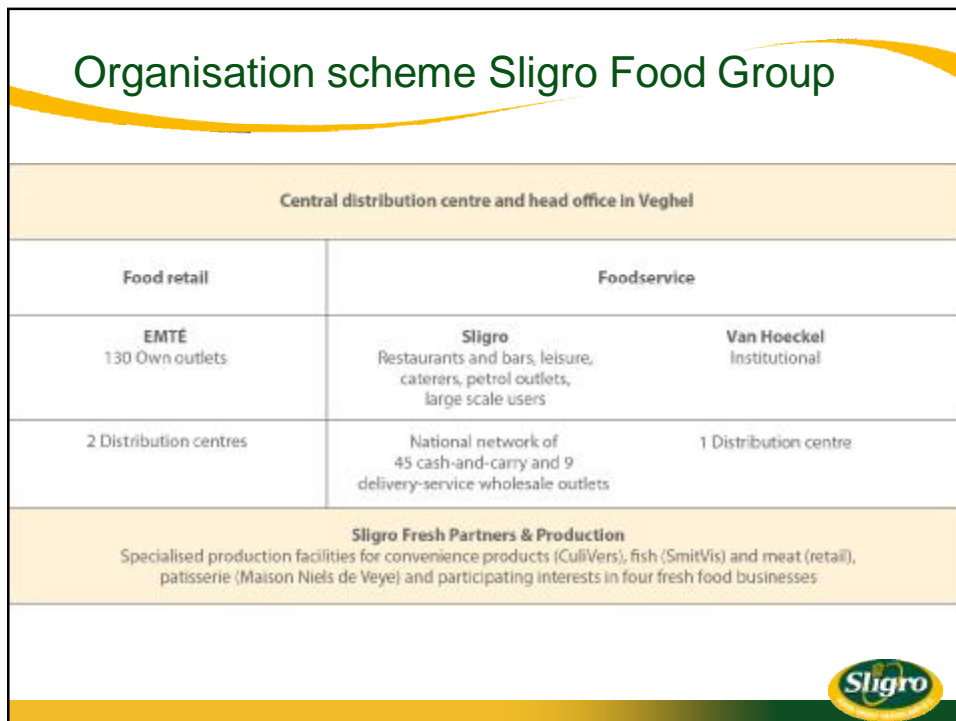 Organisation scheme Sligro Food Group
Central distribution centre and head office in Veghel
Food retail
Foodservice
EMTÉ
130 Own outlets
Sligro
Restaurants and bars, leisure,
caterers, petrol outlets,
large scale users
Van Hoeckel
Institutional
2 Distribution centres
National network of
45 cash-and-carry and 9
delivery-service wholesale outlets
1 Distribution centre
Sligro Fresh Partners & Production
Specialised production facilities for convenience products (CuliVers), fish (SmitVis) and meat (retail),
patisserie (Maison Niels de Veye) and participating interests in four fresh food businesses
Sligro